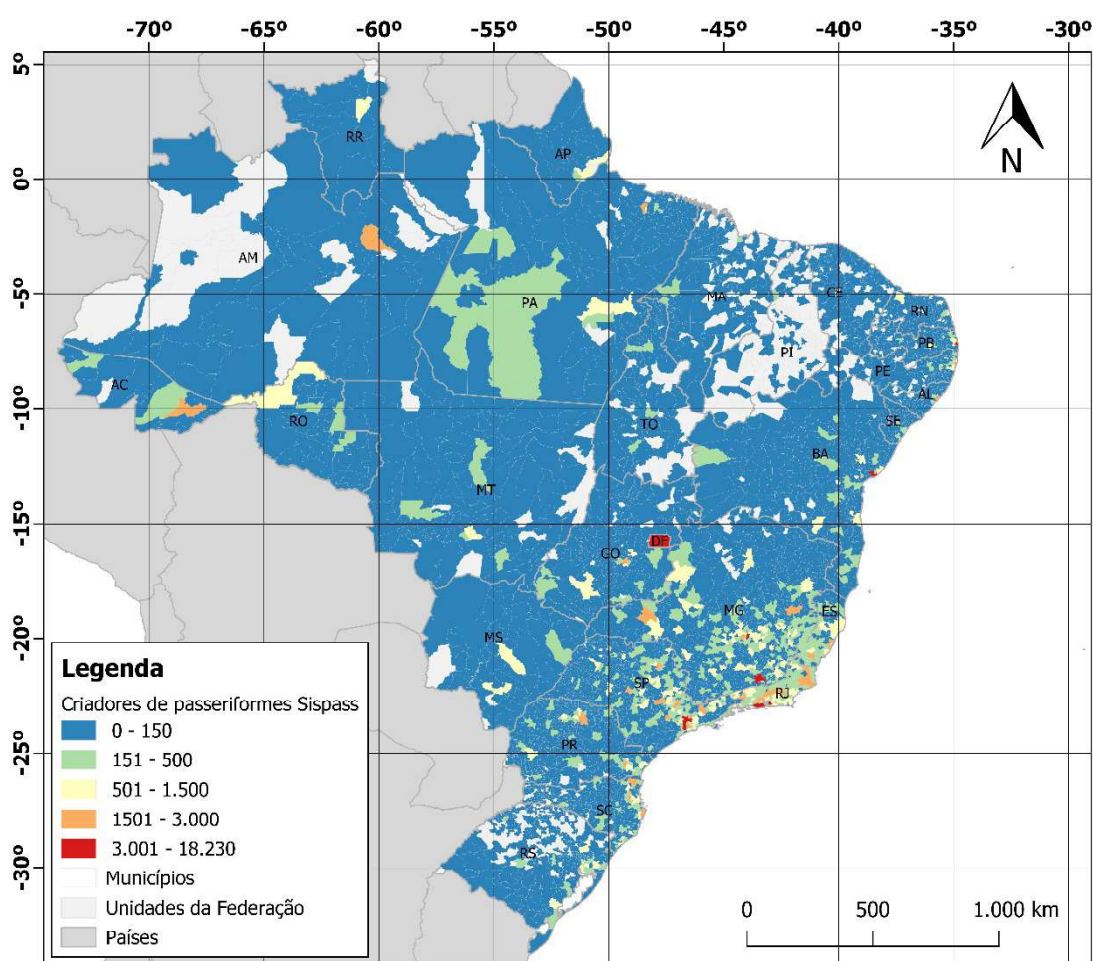 -70º -65º -60º -55º -50º -45º -40º -35º -30º
5º
0º
-5º
-10º
-15º
-20º
-25º
-30º
N
RR
AP
AM
PA
MA
CE
RN
PB
PI
PE
AC
AL
TO
SE
RO
BA
MT
DF
GO
MG
ES
MS
SP
RJ
PR
SC
RS
Legenda
Criadores de passeriformes Sispass
0 - 150
151 - 500
501 - 1.500
1501 - 3.000
3.001 - 18.230
Municípios
Unidades da Federação
Países
0 500 1.000 km